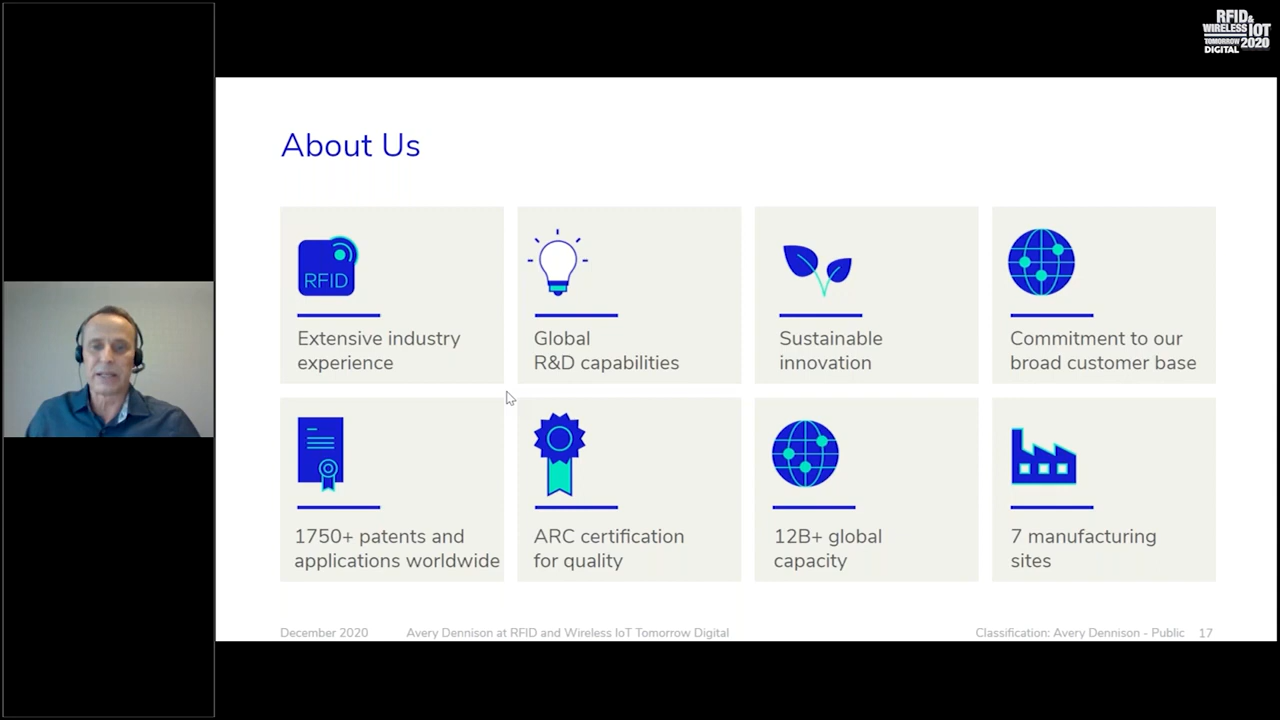 RFID&
WIRELESS IOT
TOMORROW 2020
DIGITAL
About Us
RFID
Extensive industry
experience
Global
R&D capabilities
Sustainable
innovation
Commitment to our
broad customer base
1750+ patents and
applications worldwide
ARC certification
for quality
12B+ global
capacity
7 manufacturing
sites
December 2020
Avery Dennison at RFID and Wireless IoT Tomorrow Digital
Classification: Avery Dennison - Public
17